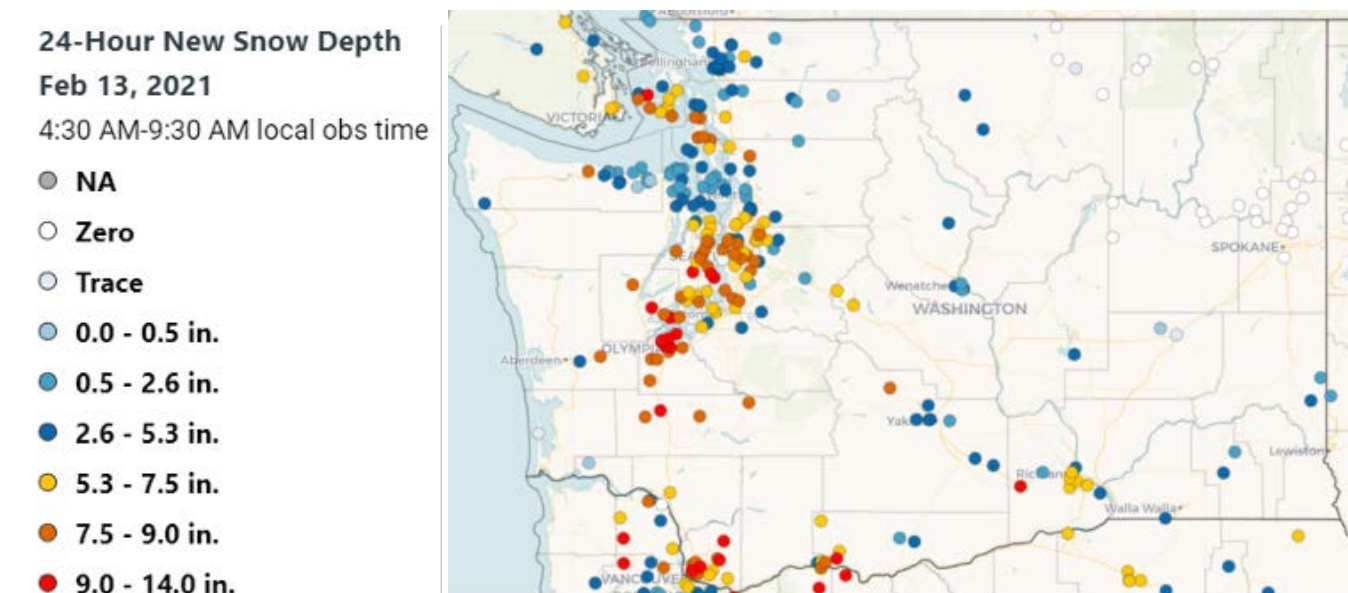 24-Hour New Snow Depth
Feb 13, 2021
4:30 AM-9:30 AM local obs time
NA
Zero
Trace
0.0 - 0.5 in.
0.5 - 2.6 in.
2.6 - 5.3 in.
5.3 - 7.5 in.
7.5 - 9.0 in.
9.0 - 14.0 in.
Bellingham
VICTORIA
SPOKANE
Wenatchee
WASHINGTON
OLYMPIA
Aberdeen
Lewiston
Walla Walla
VANCOUVER